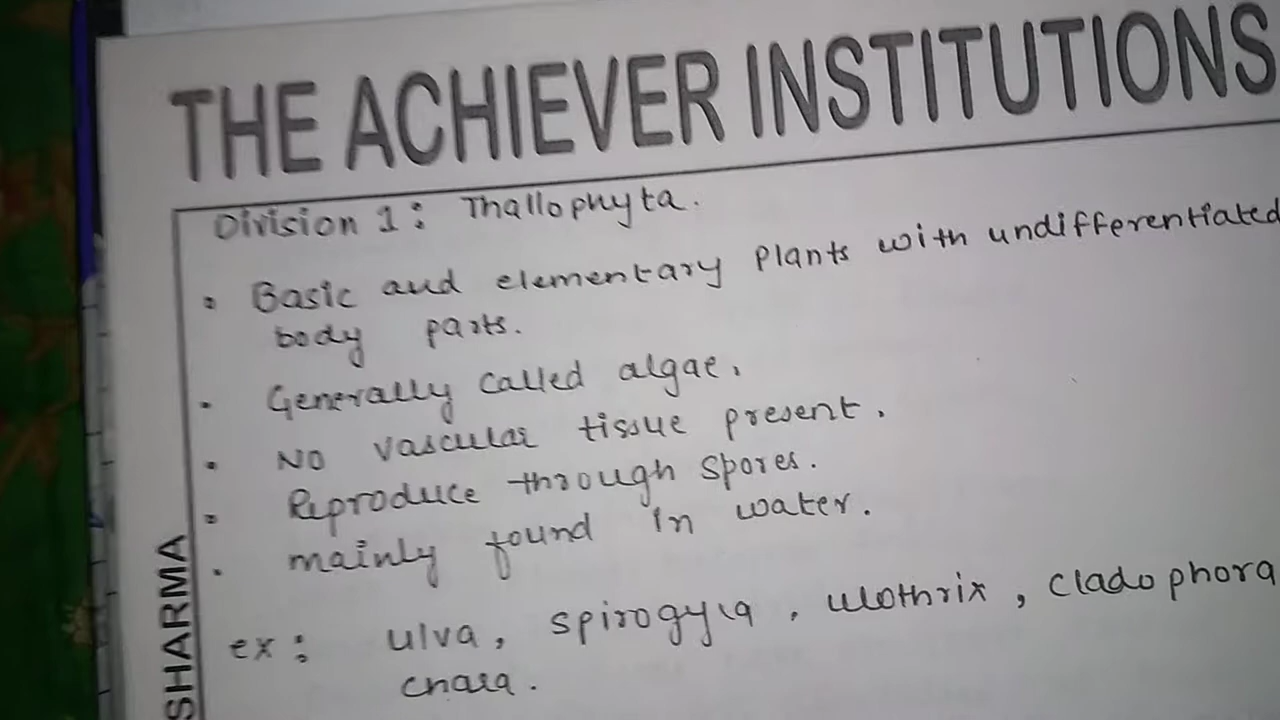 THE ACHIEVER INSTITUTIONS
Division 1: Thallophyta.
• Basic and elementary plants with undifferentiated
body parts.
• Generally called algae.
• No vascular tissue present.
• Reproduce through spores.
• mainly found in water.
ex: ulva, spirogyra, ulothrix, cladophora
chara.
SHARMA